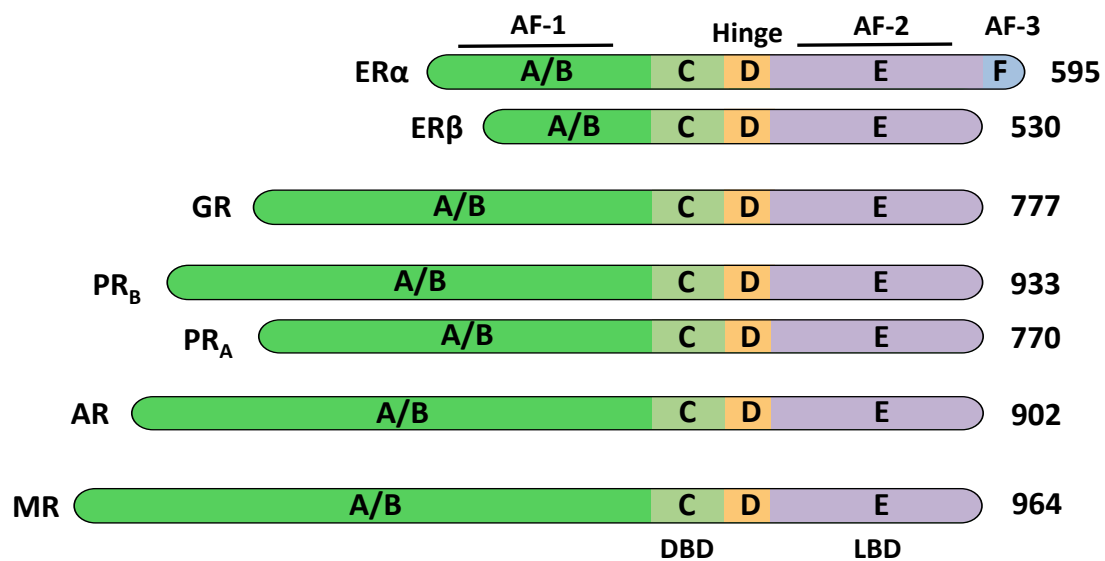 AF-1 Hinge AF-2 AF-3
ERα A/B C D E F 595
ERβ A/B C D E 530
GR A/B C D E 777
PRB A/B C D E 933
PRA A/B C D E 770
AR A/B C D E 902
MR A/B C D E 964
DBD LBD